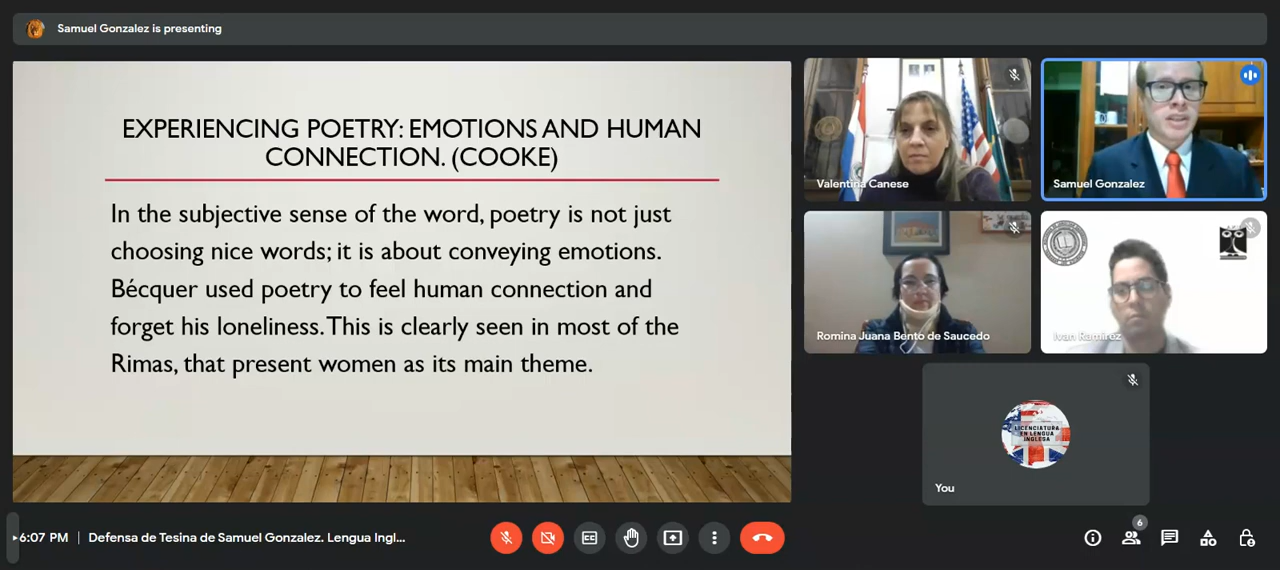 Samuel Gonzalez is presenting
EXPERIENCING POETRY: EMOTIONS AND HUMAN
CONNECTION. (COOKE)
In the subjective sense of the word, poetry is not just
choosing nice words; it is about conveying emotions.
Bécquer used poetry to feel human connection and
forget his loneliness. This is clearly seen in most of the
Rimas, that present women as its main theme.
Valentina Canese
Samuel Gonzalez
Romina Juana Bento de Saucedo
Ivan Ramirez
LICENCIATURA
EN LENGUA
INGLESA
You
6:07 PM | Defensa de Tesina de Samuel Gonzalez. Lengua Ingl...
CC
6